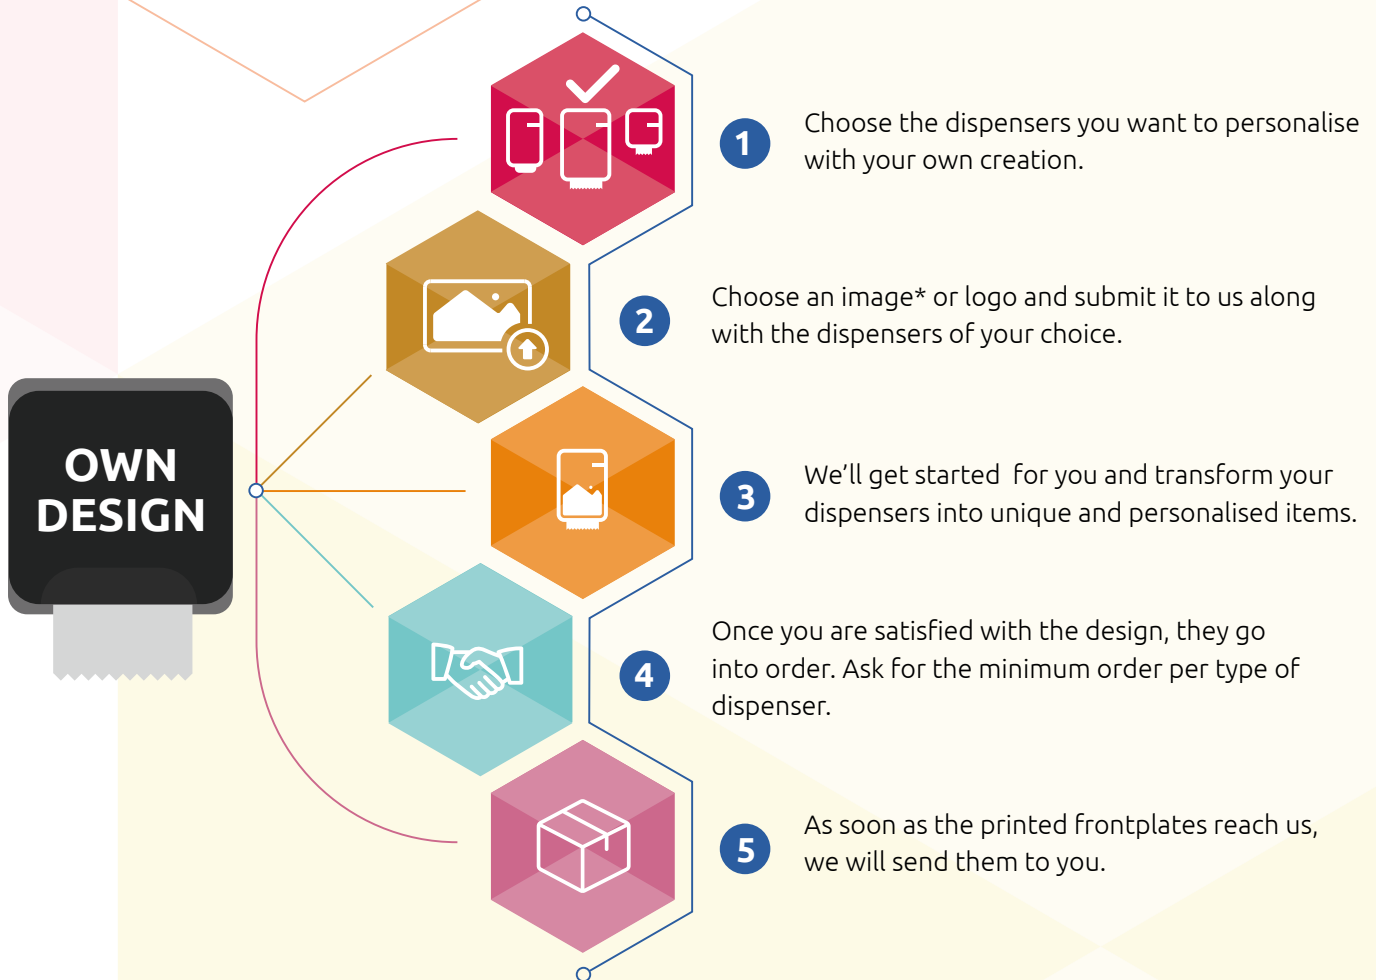 OWN
DESIGN
1
Choose the dispensers you want to personalise
with your own creation.
2
Choose an image* or logo and submit it to us along
with the dispensers of your choice.
3
We’ll get started  for you and transform your
dispensers into unique and personalised items.
4
Once you are satisfied with the design, they go
into order. Ask for the minimum order per type of
dispenser.
5
As soon as the printed frontplates reach us,
we will send them to you.